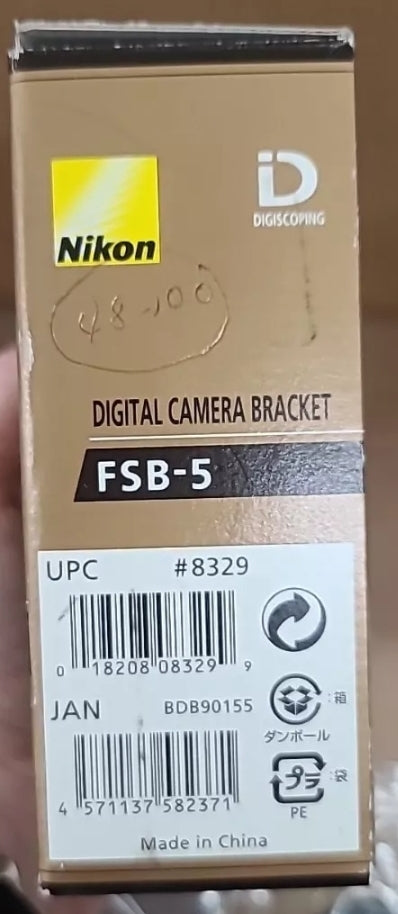 Nikon
iD
DIGISCOPING
48.00
DIGITAL CAMERA BRACKET
FSB-5
UPC #8329
0 18208 08329 9
JAN BDB90155
4 571137 582371
:箱
ダンボール
プラ :袋
PE
Made in China